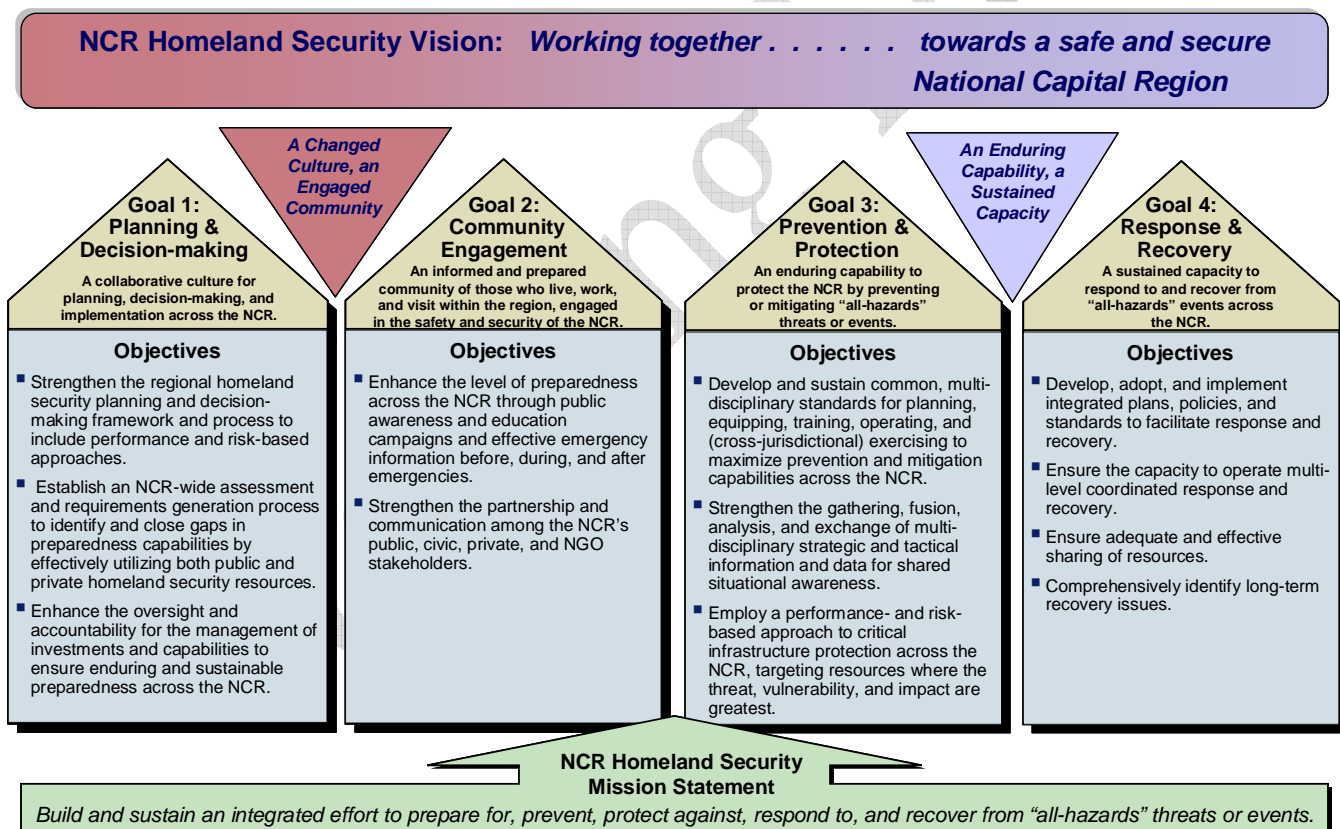 NCR Homeland Security Vision: Working together . . . . . . towards a safe and secure
National Capital Region
A Changed
Culture, an
Engaged
Community
An Enduring
Capability, a
Sustained
Capacity
Goal 1:
Planning &
Decision-making
A collaborative culture for
planning, decision-making, and
implementation across the NCR.
Objectives
▪ Strengthen the regional homeland
security planning and decision-
making framework and process to
include performance and risk-based
approaches.
▪ Establish an NCR-wide assessment
and requirements generation process
to identify and close gaps in
preparedness capabilities by
effectively utilizing both public and
private homeland security resources.
▪ Enhance the oversight and
accountability for the management of
investments and capabilities to
ensure enduring and sustainable
preparedness across the NCR.
Goal 2:
Community
Engagement
An informed and prepared
community of those who live, work,
and visit within the region, engaged
in the safety and security of the NCR.
Objectives
▪ Enhance the level of preparedness
across the NCR through public
awareness and education
campaigns and effective emergency
information before, during, and after
emergencies.
▪ Strengthen the partnership and
communication among the NCR’s
public, civic, private, and NGO
stakeholders.
Goal 3:
Prevention &
Protection
An enduring capability to
protect the NCR by preventing
or mitigating “all-hazards”
threats or events.
Objectives
▪ Develop and sustain common, multi-
disciplinary standards for planning,
equipping, training, operating, and
(cross-jurisdictional) exercising to
maximize prevention and mitigation
capabilities across the NCR.
▪ Strengthen the gathering, fusion,
analysis, and exchange of multi-
disciplinary strategic and tactical
information and data for shared
situational awareness.
▪ Employ a performance- and risk-
based approach to critical
infrastructure protection across the
NCR, targeting resources where the
threat, vulnerability, and impact are
greatest.
Goal 4:
Response &
Recovery
A sustained capacity to
respond to and recover from
“all-hazards” events across
the NCR.
Objectives
▪ Develop, adopt, and implement
integrated plans, policies, and
standards to facilitate response and
recovery.
▪ Ensure the capacity to operate multi-
level coordinated response and
recovery.
▪ Ensure adequate and effective
sharing of resources.
▪ Comprehensively identify long-term
recovery issues.
NCR Homeland Security
Mission Statement
Build and sustain an integrated effort to prepare for, prevent, protect against, respond to, and recover from “all-hazards” threats or events.